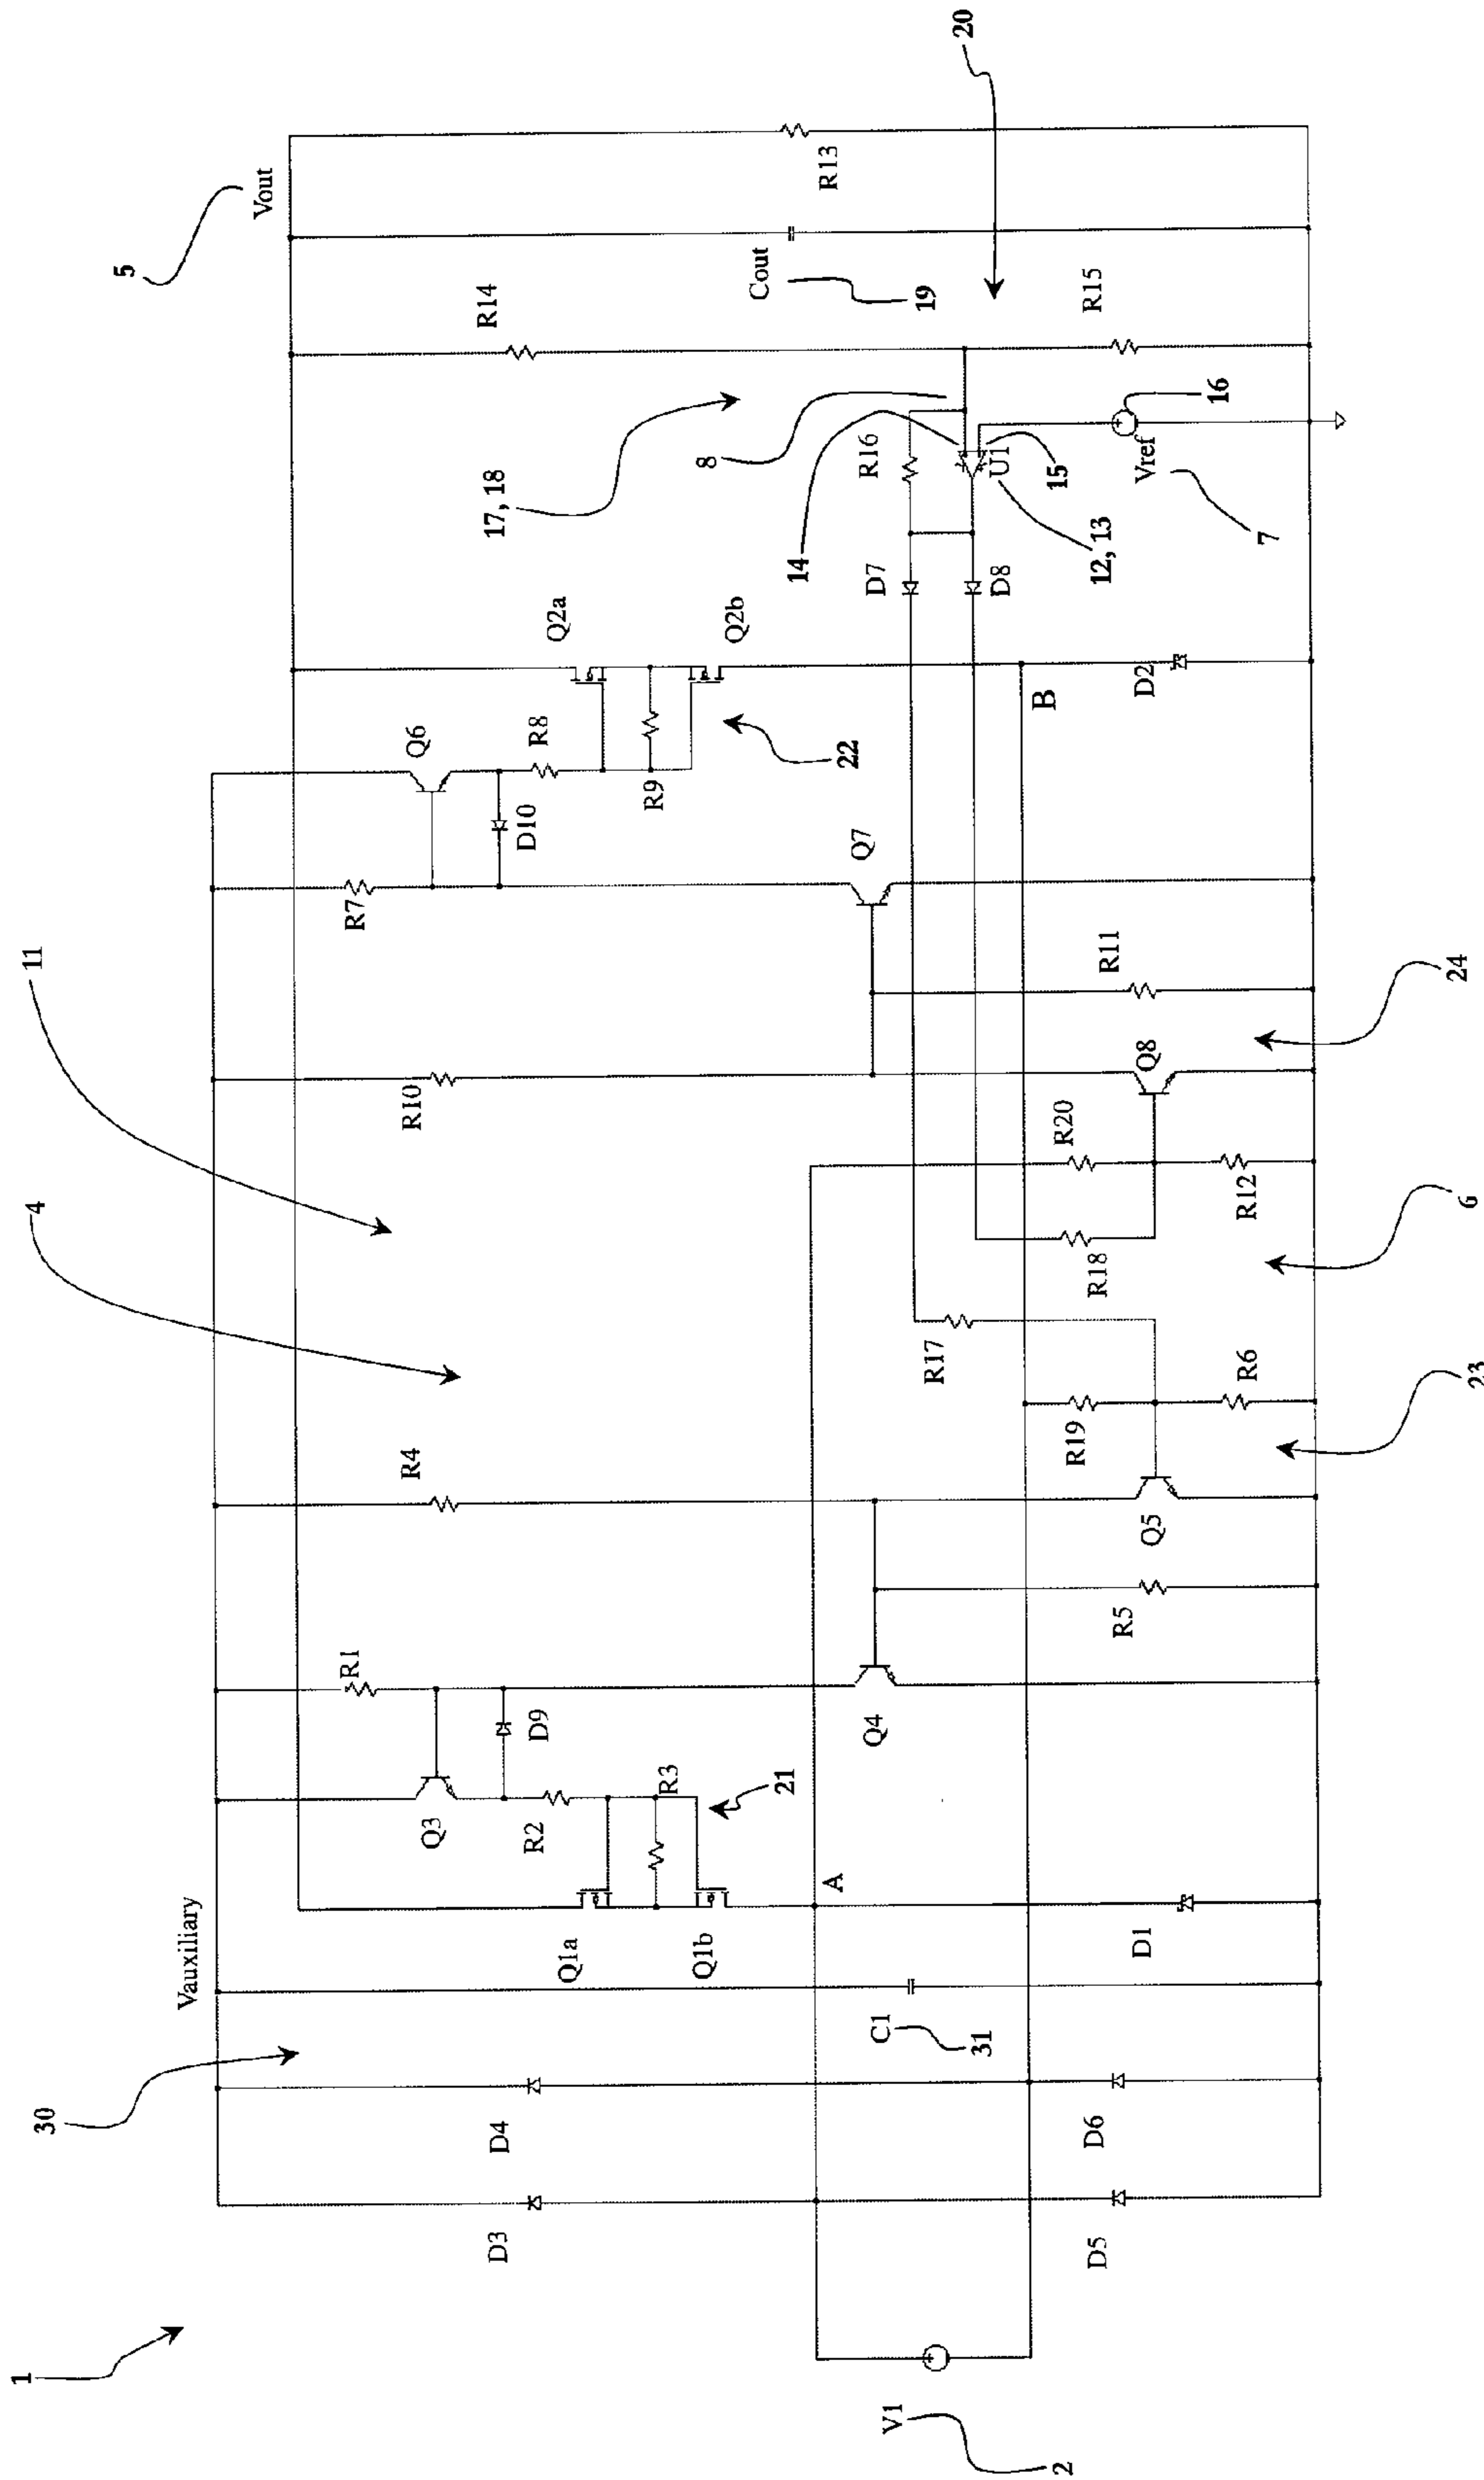 1
4
11
30
5
Vauxiliary
Vout
R1
R7
R4
R10
Q6
Q3
D3
D4
R14
17, 18
R2
D9
D10
R8
Q1a
Q2a
R3
R9
Q1b
Q2b
8
21
14
Cout
A
22
R13
Q4
Q7
D7
R16
V1
C1
R17
19
20
31
D8
U1
B
15
2
R19
R20
D5
D6
R18
R11
12, 13
R15
R5
D1
D2
Vref
Q5
Q8
16
R6
R12
7
23
6
24